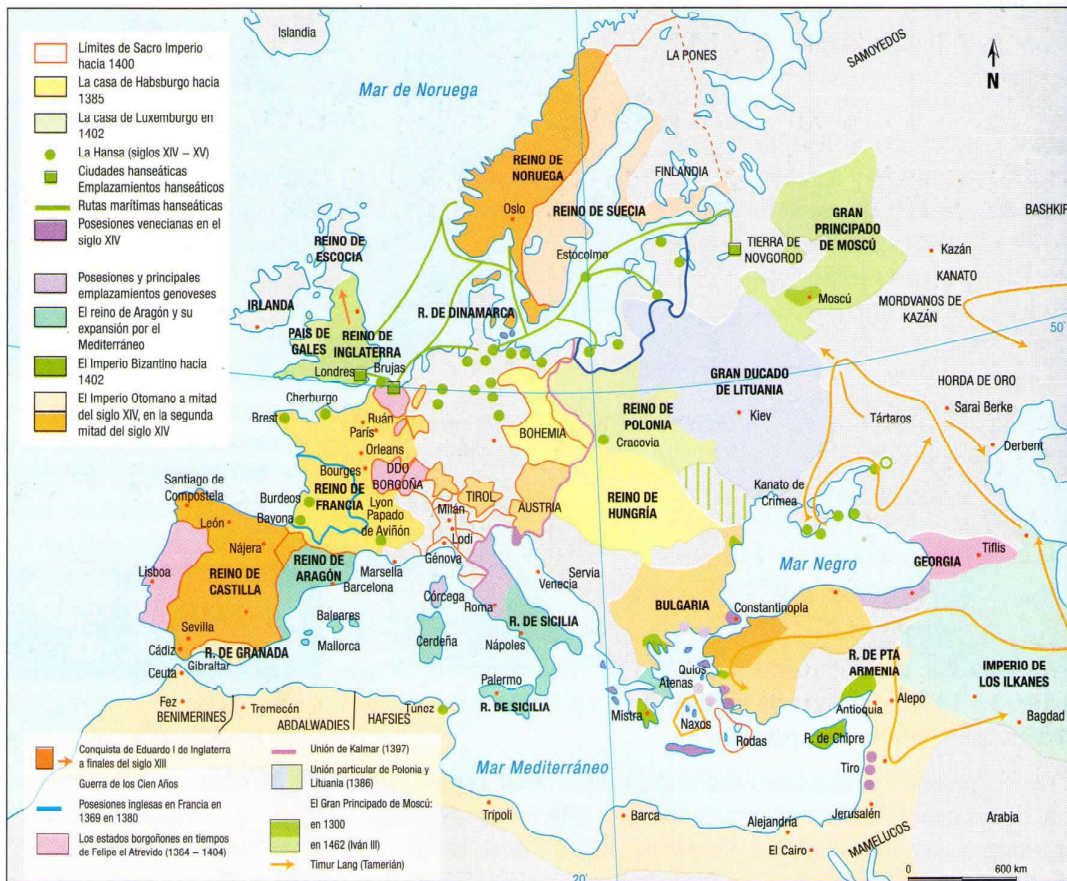 Límites de Sacro Imperio
hacia 1400
La casa de Habsburgo hacia
1385
La casa de Luxemburgo en
1402
La Hansa (siglos XIV – XV)
Ciudades hanseáticas
Emplazamientos hanseáticos
Rutas marítimas hanseáticas
Posesiones venecianas en el
siglo XIV
Posesiones y principales
emplazamientos genoveses
El reino de Aragón y su
expansión por el
Mediterráneo
El Imperio Bizantino hacia
1402
El Imperio Otomano a mitad
del siglo XIV, en la segunda
mitad del siglo XIV
Islandia
Mar de Noruega
LA PONES
SAMOYEDOS
N
REINO DE
NORUEGA
Oslo
FINLANDIA
REINO DE SUECIA
Estocolmo
GRAN
PRINCIPADO
DE MOSCÚ
BASHKIR
TIERRA DE
NOVGOROD
Kazán
KANATO
Moscú
MORDVANOS DE
KAZÁN
50°
REINO DE
ESCOCIA
IRLANDA
PAIS DE
GALES
REINO DE
INGLATERRA
R. DE DINAMARCA
Londres
Brujas
GRAN DUCADO
DE LITUANIA
HORDA DE ORO
Cherburgo
Brest
Ruán
París
Orleans
BOHEMIA
REINO DE
POLONIA
Cracovia
Kiev
Tártaros
Sarai Berke
Derbent
Bourges
DDO
BORGOÑA
REINO DE
FRANCIA
TIROL
AUSTRIA
REINO DE
HUNGRÍA
Kanato de
Crimea
Santiago de
Compostela
Burdeos
Bayona
Lyon
Papado
de Aviñón
Milán
Lodi
Génova
León
Nájera
REINO DE
ARAGÓN
Marsella
Barcelona
Venecia
Servia
Mar Negro
GEORGIA
Tiflis
Lisboa
REINO DE
CASTILLA
Córcega
Roma
BULGARIA
Constantinopla
Baleares
Mallorca
Cerdeña
Nápoles
R. DE SICILIA
Sevilla
Cádiz
R. DE GRANADA
Gibraltar
Ceuta
Palermo
R. DE SICILIA
Quíos
Atenas
R. DE PTA
ARMENIA
IMPERIO DE
LOS ILKANES
Fez
BENIMERINES
Tromocén
ABDALWADIES
HAFSIES
Túnez
Mistra
Naxos
Rodas
Antioquia
Alepo
R. de Chipre
Bagdad
Mar Mediterráneo
Tiro
Trípoli
Barca
Alejandría
El Cairo
Jerusalén
MAMELUCOS
Arabia
20°
0 600 km
Conquista de Eduardo I de Inglaterra
a finales del siglo XIII
Guerra de los Cien Años
Posesiones inglesas en Francia en
1369 en 1380
Los estados borgoñones en tiempos
de Felipe el Atrevido (1364 – 1404)
Unión de Kalmar (1397)
Unión particular de Polonia y
Lituania (1386)
El Gran Principado de Moscú:
en 1300
en 1462 (Iván III)
Timur Lang (Tamerián)